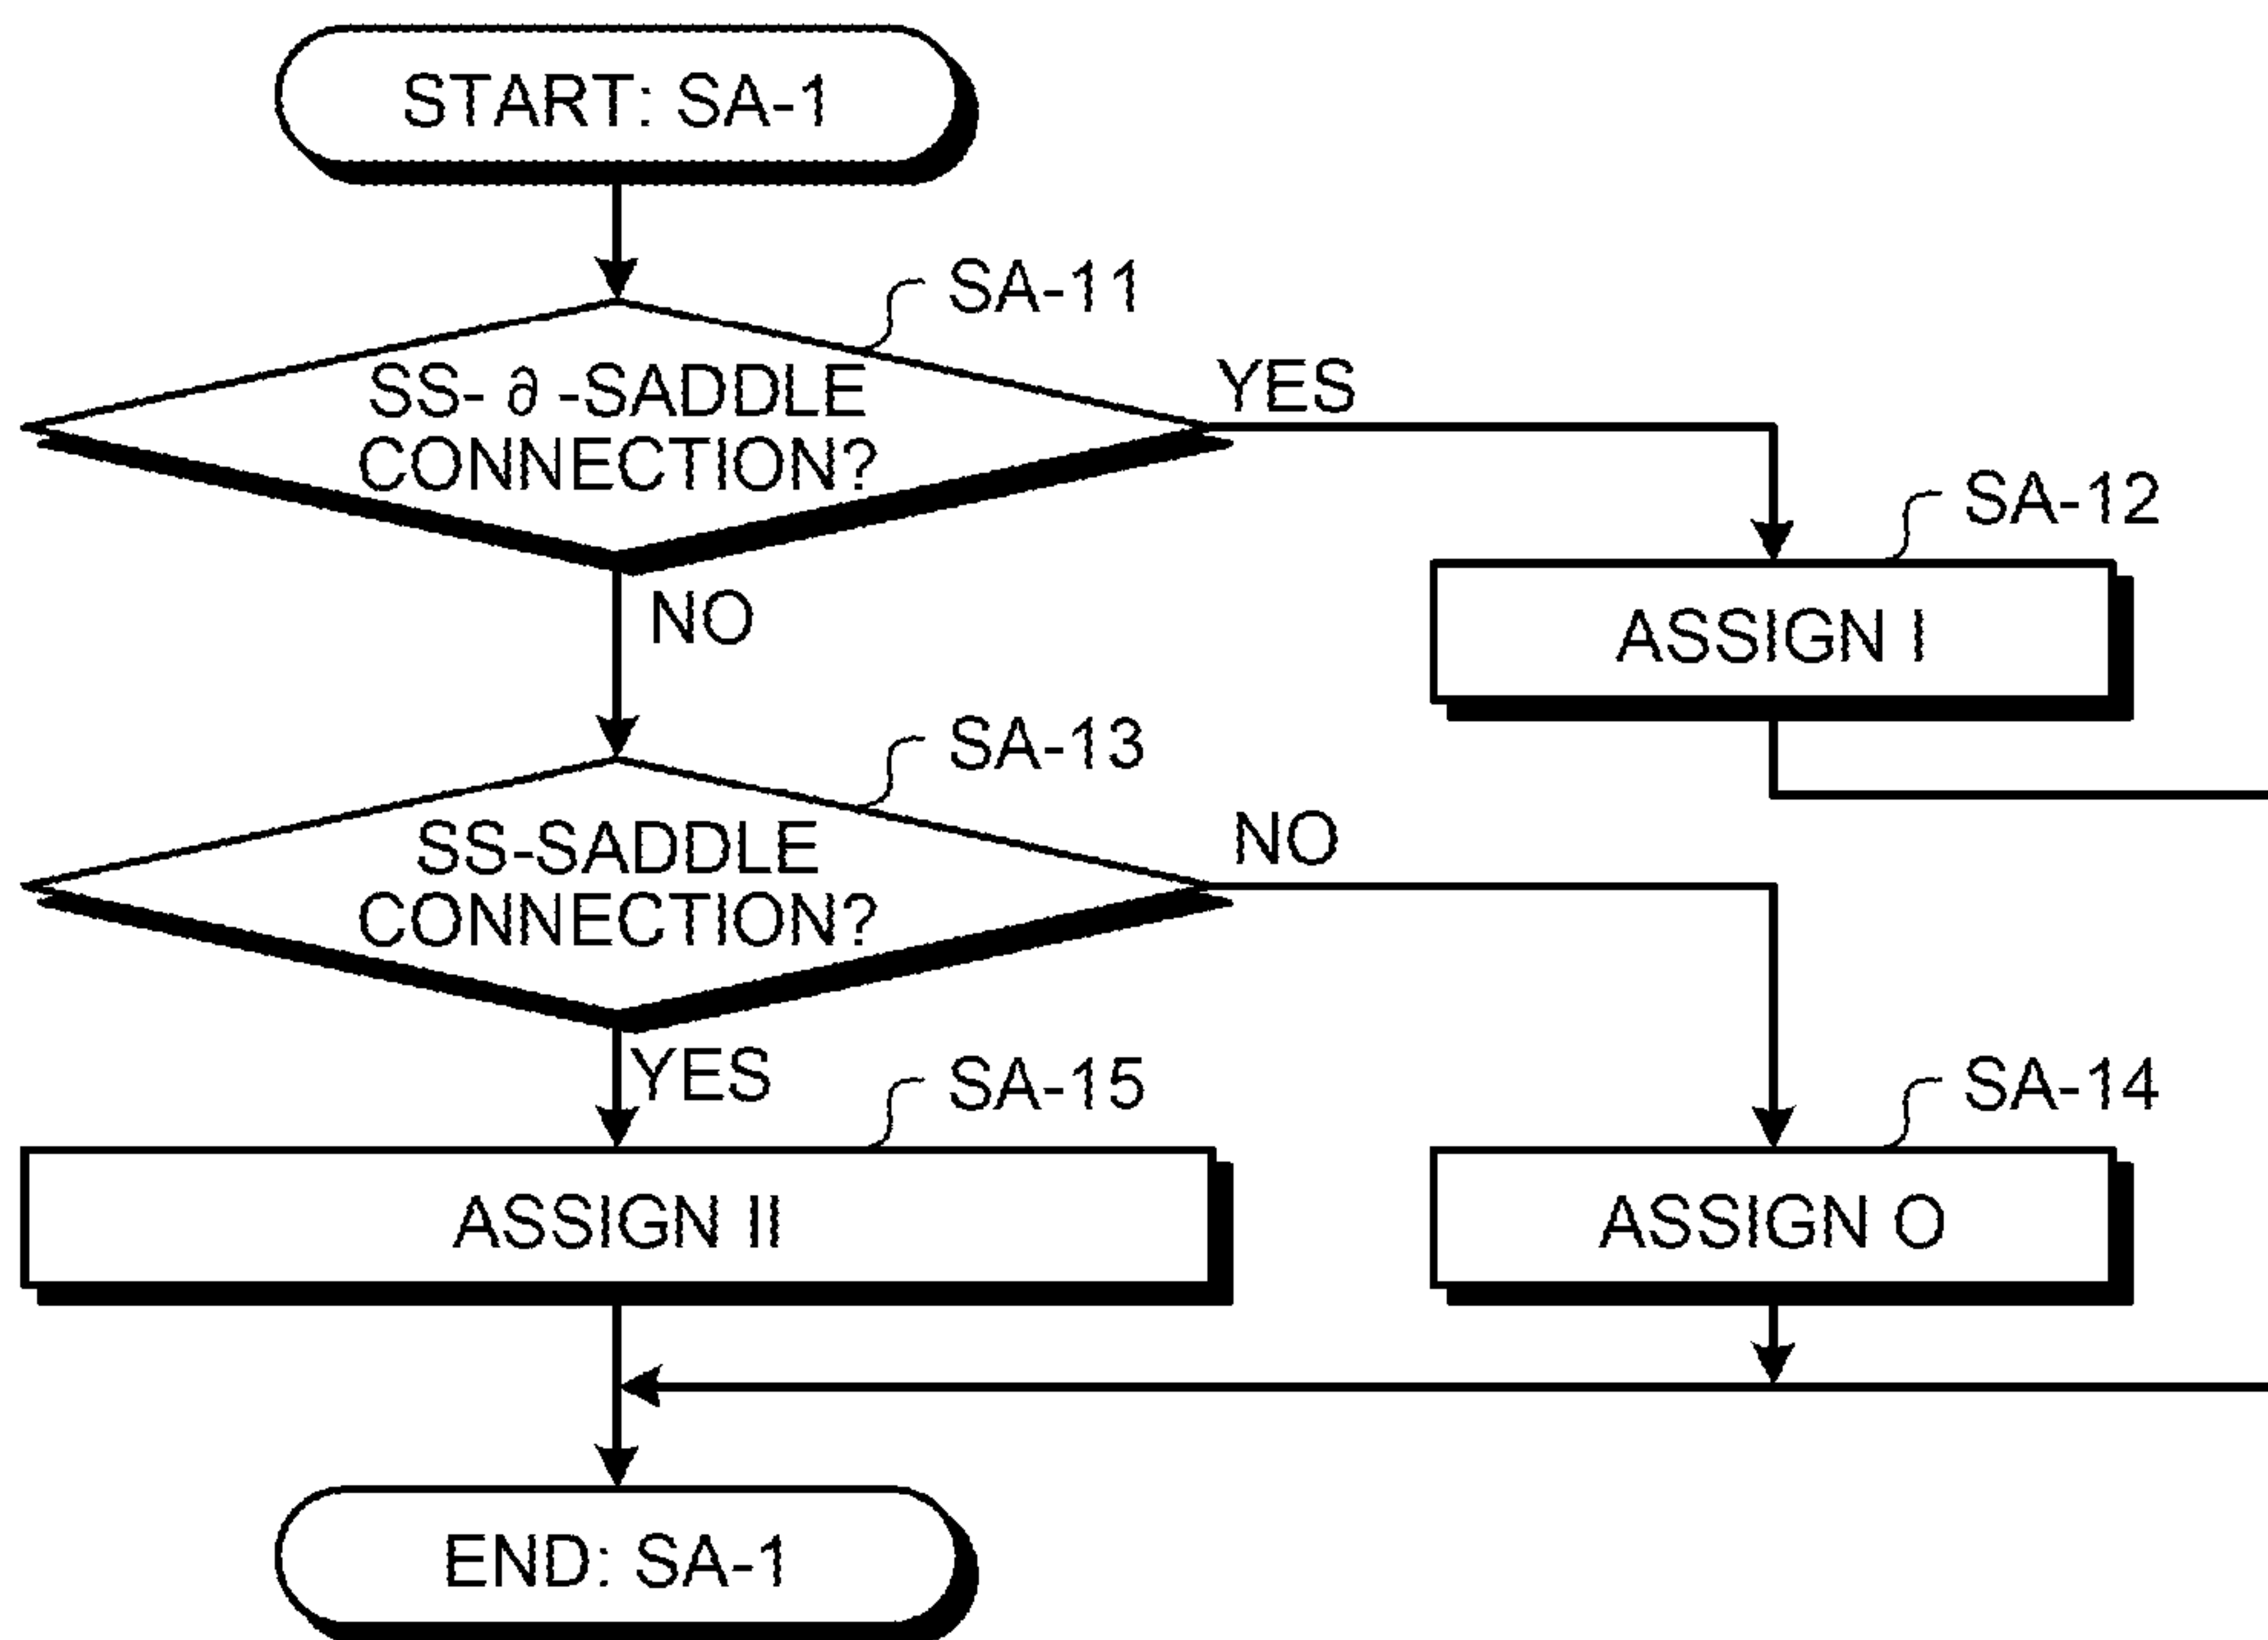 START: SA-1
SA-11
SS- ∂ -SADDLE
CONNECTION?
YES
SA-12
ASSIGN I
NO
SA-13
SS-SADDLE
CONNECTION?
NO
YES
SA-15
SA-14
ASSIGN II
ASSIGN O
END: SA-1